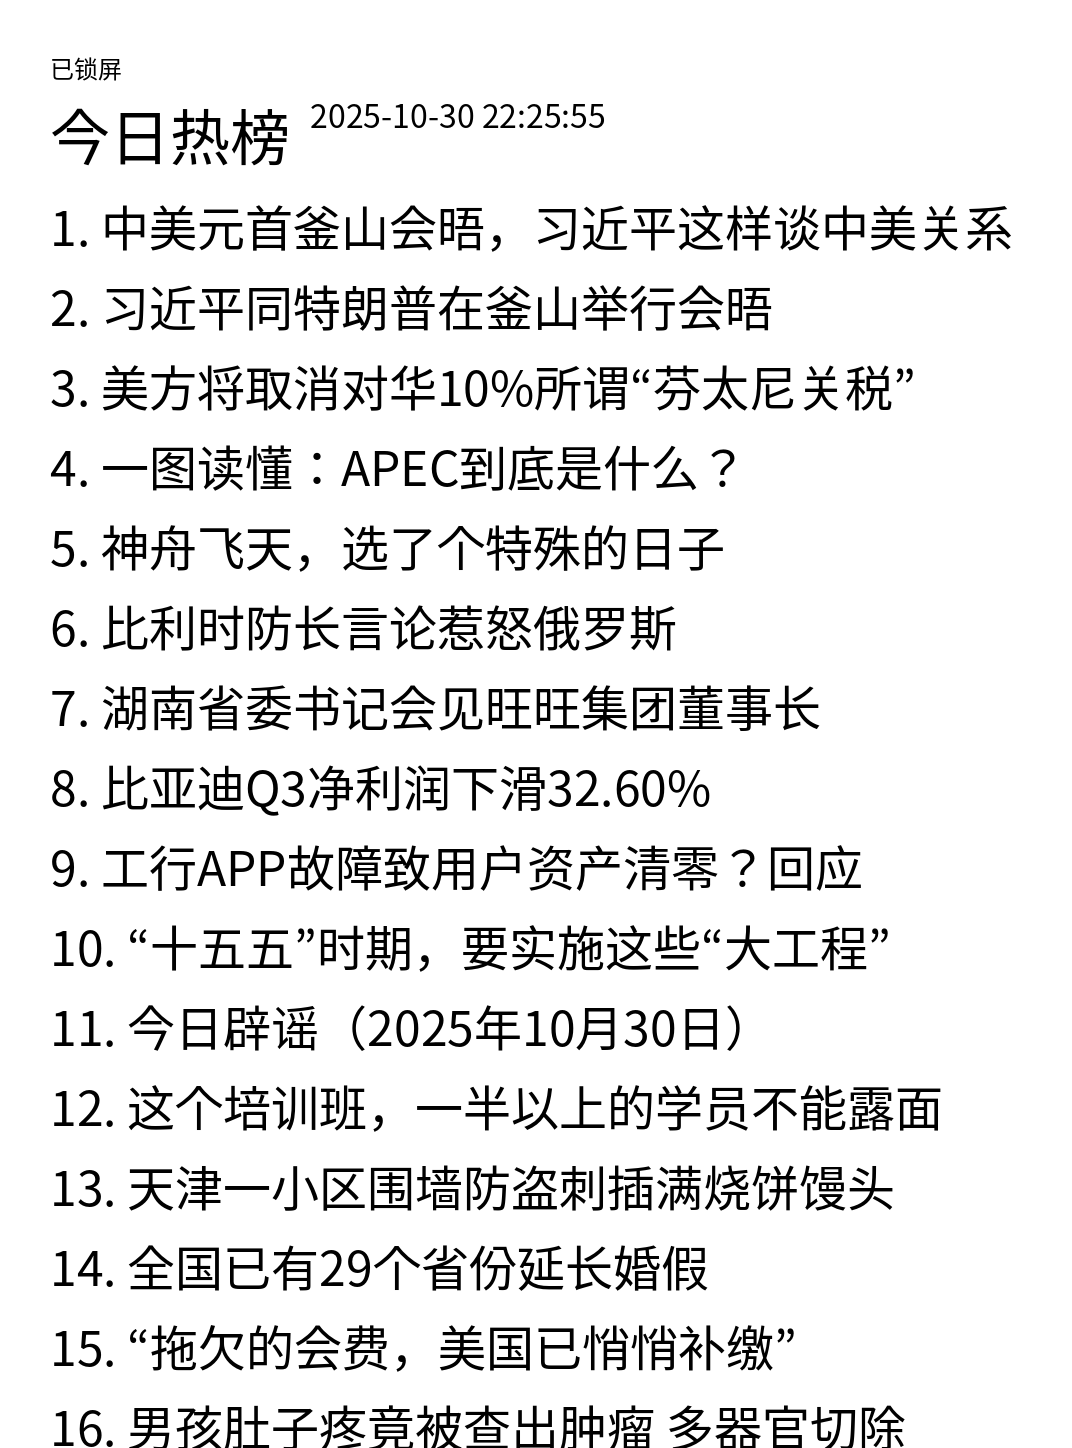 已锁屏
今日热榜 2025-10-30 22:25:55
1. 中美元首釜山会晤，习近平这样谈中美关系
2. 习近平同特朗普在釜山举行会晤
3. 美方将取消对华10%所谓“芬太尼关税”
4. 一图读懂：APEC到底是什么？
5. 神舟飞天，选了个特殊的日子
6. 比利时防长言论惹怒俄罗斯
7. 湖南省委书记会见旺旺集团董事长
8. 比亚迪Q3净利润下滑32.60%
9. 工行APP故障致用户资产清零？回应
10. “十五五”时期，要实施这些“大工程”
11. 今日辟谣（2025年10月30日）
12. 这个培训班，一半以上的学员不能露面
13. 天津一小区围墙防盗刺插满烧饼馒头
14. 全国已有29个省份延长婚假
15. “拖欠的会费，美国已悄悄补缴”
16. 男孩肚子疼竟被查出肿瘤 多器官切除